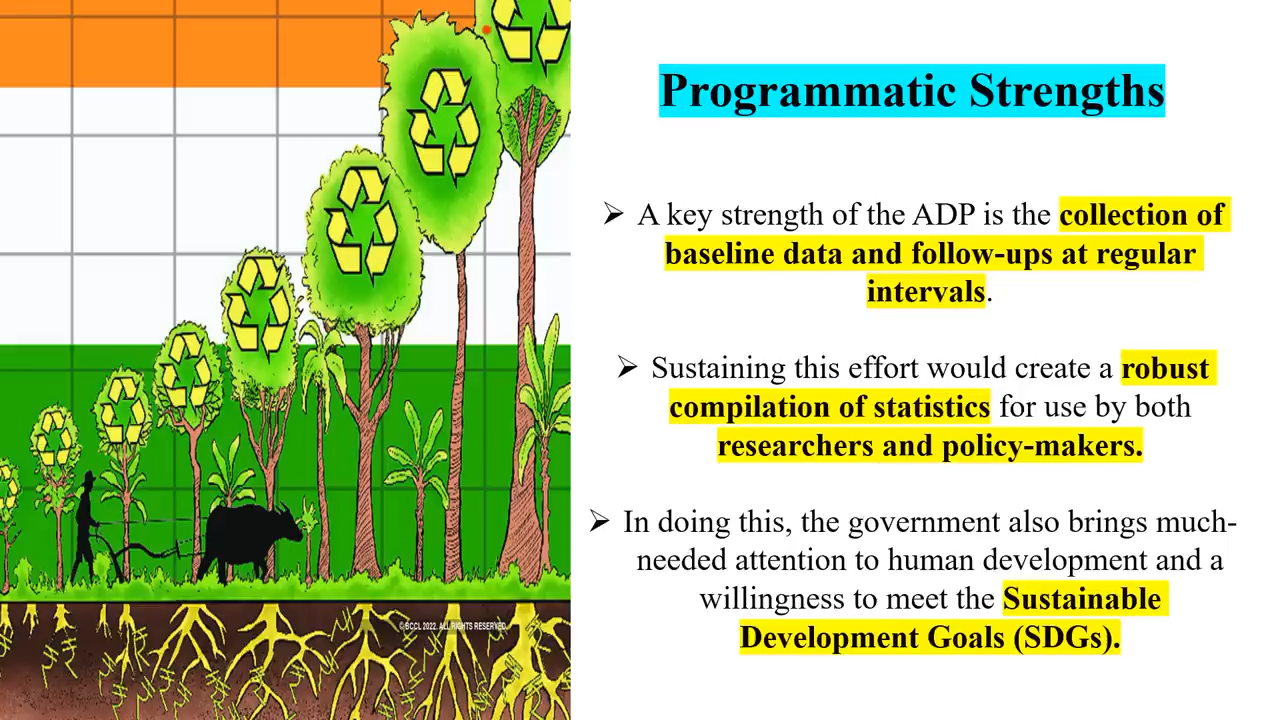 Programmatic Strengths
➢ A key strength of the ADP is the collection of
baseline data and follow-ups at regular
intervals.
➢ Sustaining this effort would create a robust
compilation of statistics for use by both
researchers and policy-makers.
➢ In doing this, the government also brings much-
needed attention to human development and a
willingness to meet the Sustainable
Development Goals (SDGs).
© BCCL 2022. ALL RIGHTS RESERVED.